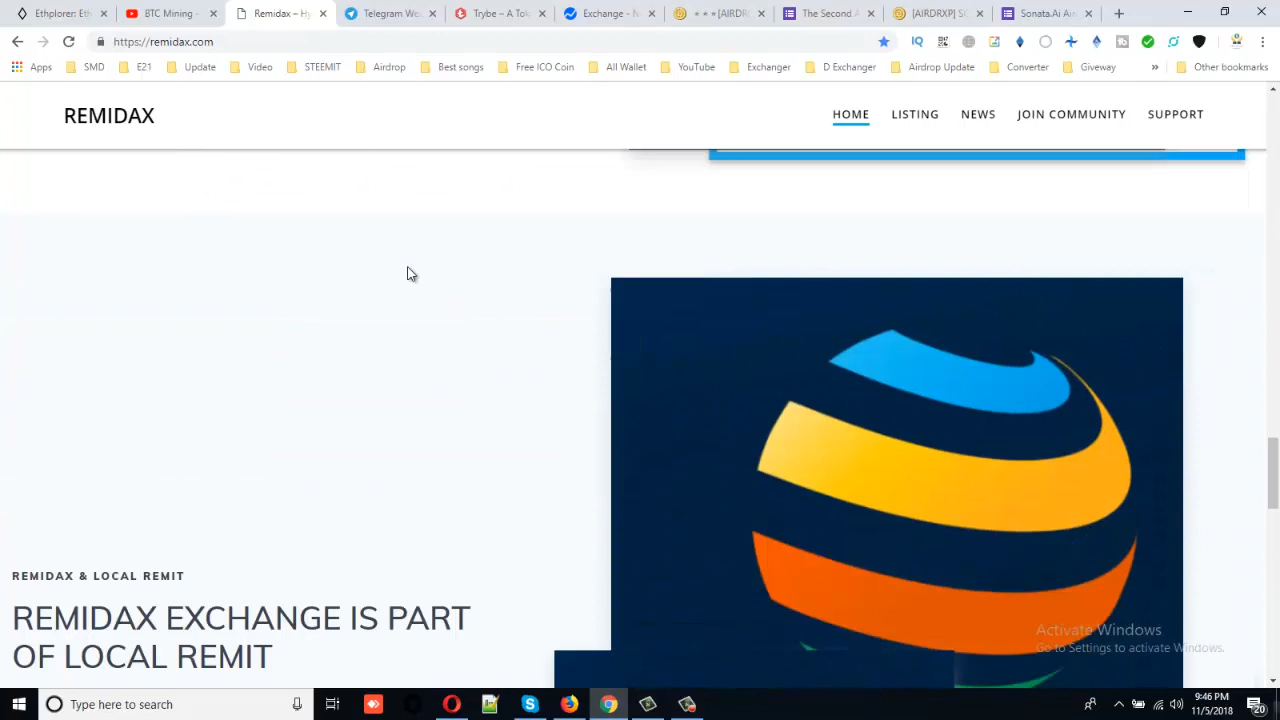 Ethplorer: Eth
BTC Mining -
Remidax – Hy
Telegram We
Trybe – A Tok
Exchange - N
[AIRDR
The Second A
[AIRDRXP] S
Sonata.Ai Air
https://remidax.com
IQ
Apps
SMD
E21
Update
Video
STEEMIT
Airdrop
Best songs
Free ICO Coin
All Wallet
YouTube
Exchanger
D Exchanger
Airdrop Update
Converter
Giveway
»
Other bookmarks
REMIDAX
HOME
LISTING
NEWS
JOIN COMMUNITY
SUPPORT
REMIDAX & LOCAL REMIT
REMIDAX EXCHANGE IS PART
OF LOCAL REMIT
Activate Windows
Go to Settings to activate Windows.
Type here to search
9:46 PM
11/5/2018
20